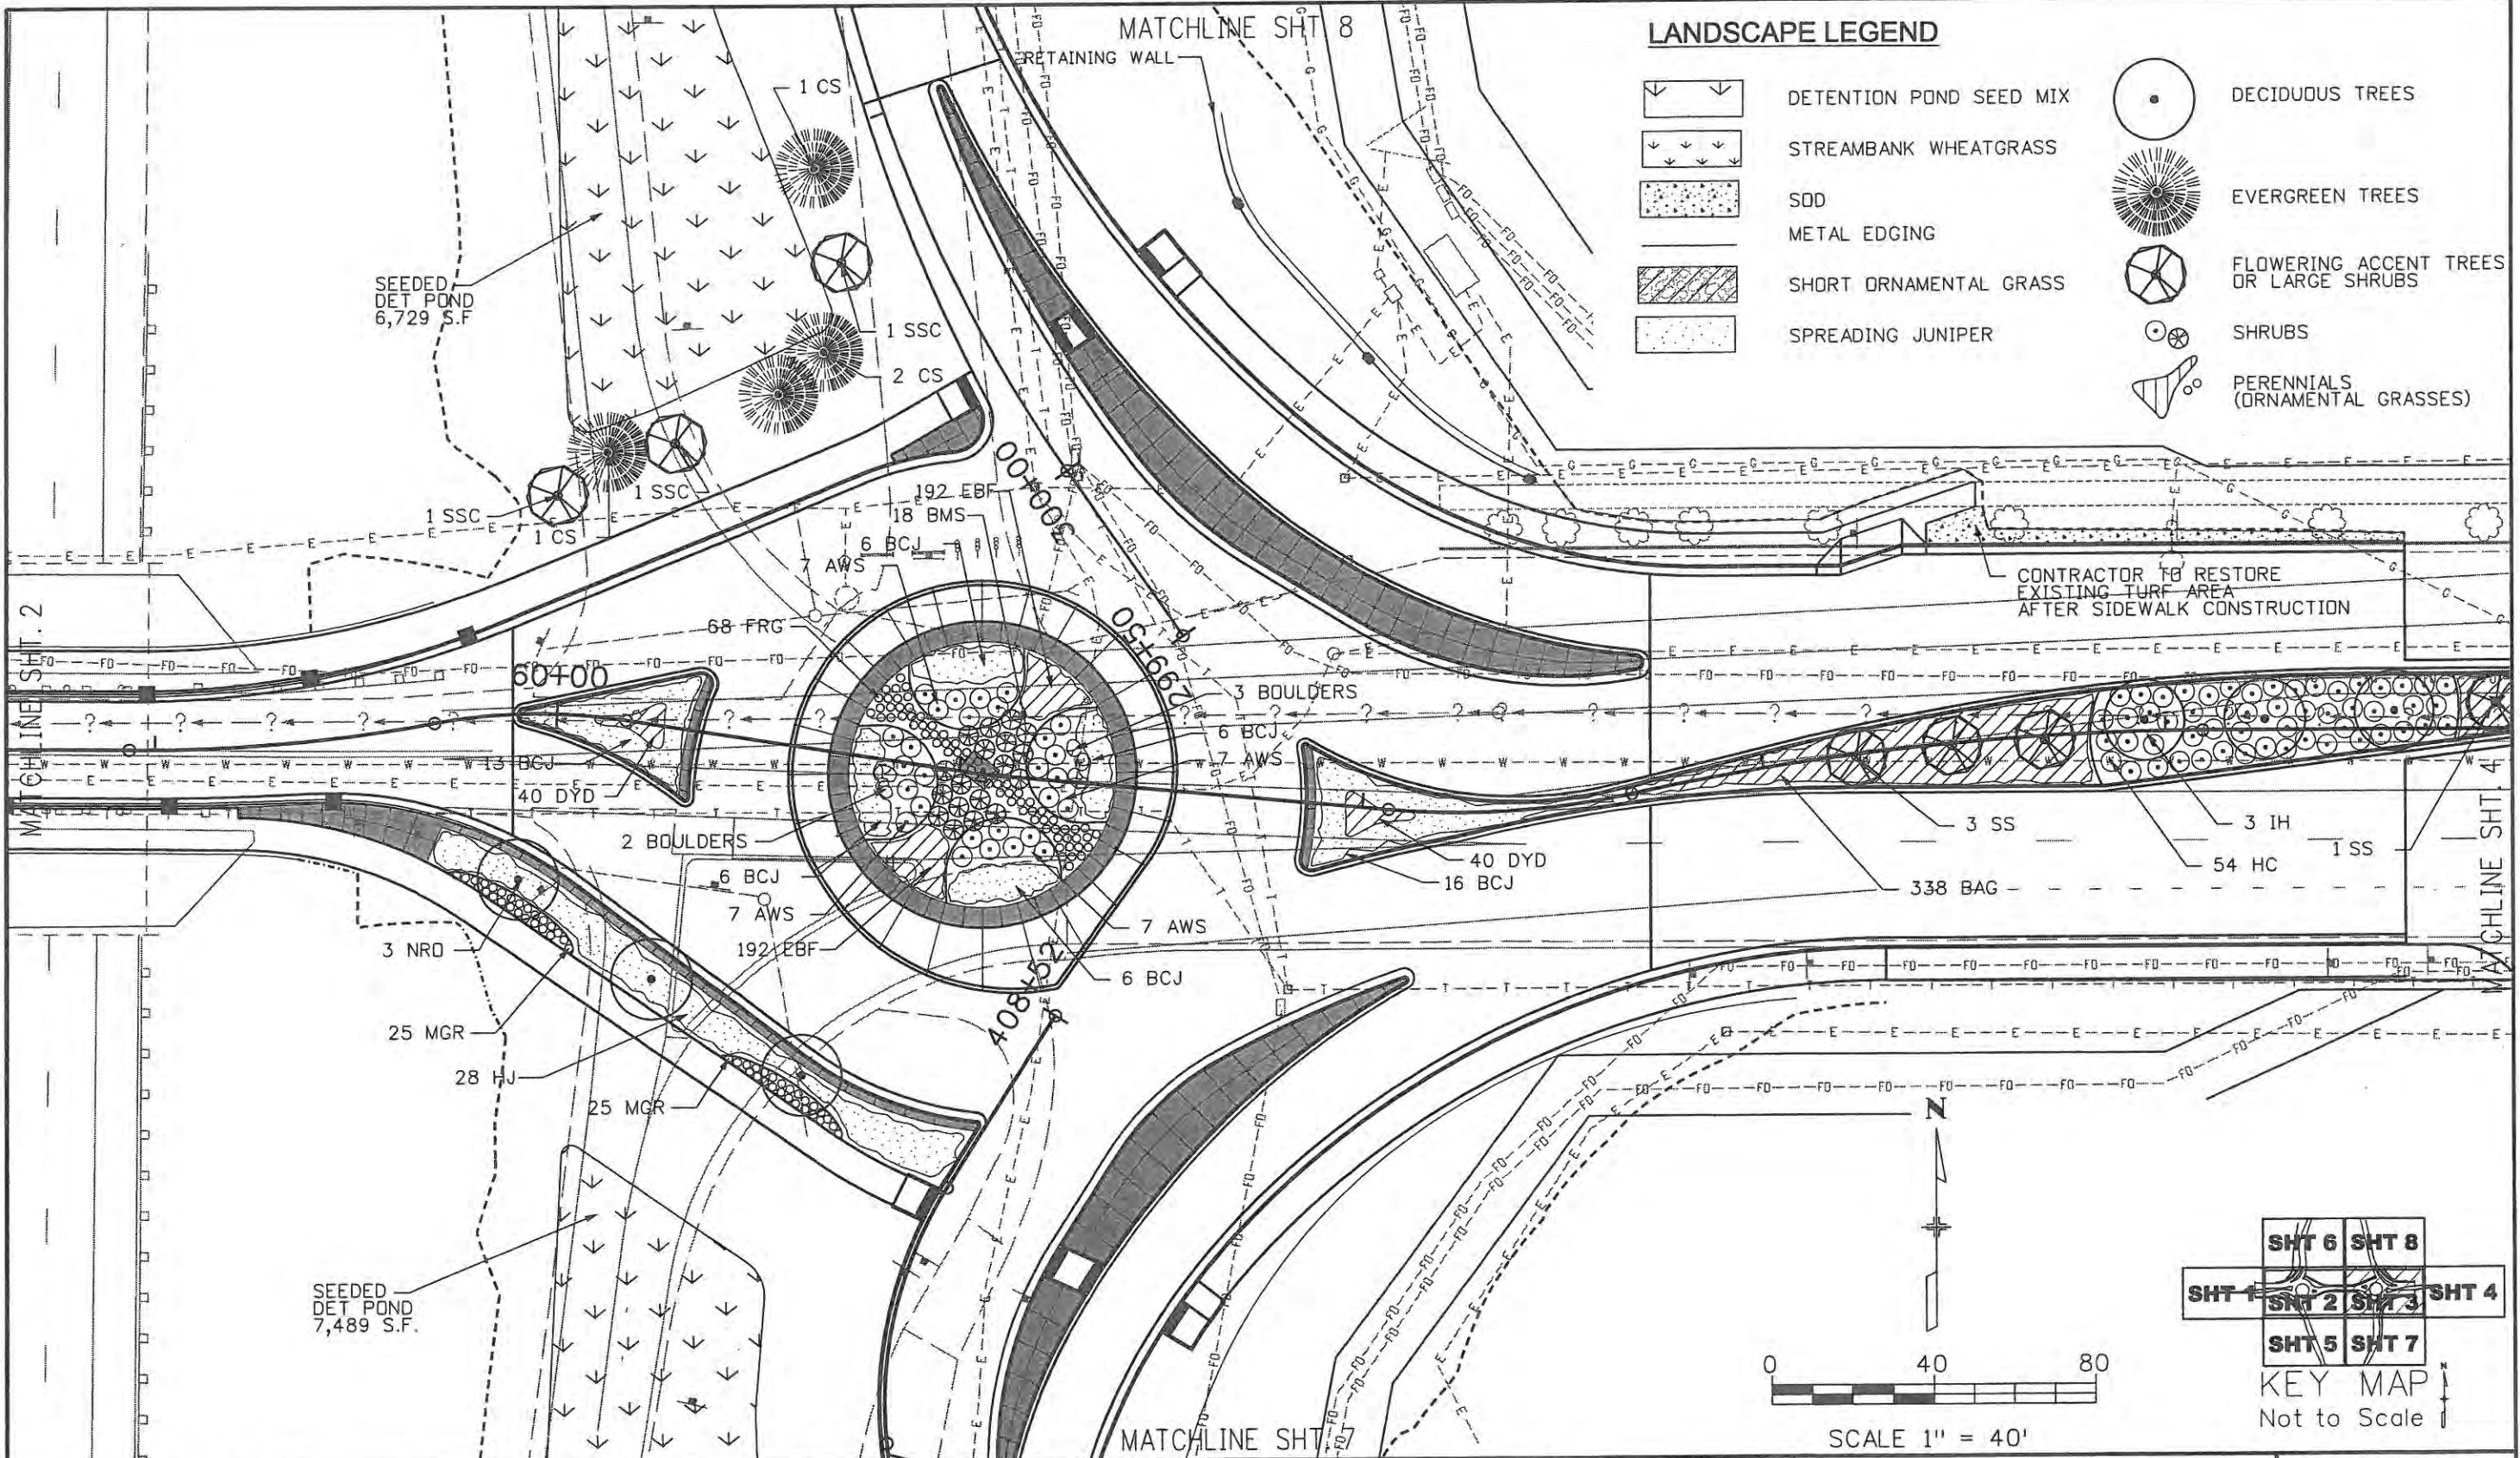 MATCHLINE SHT 8
RETAINING WALL
LANDSCAPE LEGEND
DETENTION POND SEED MIX
STREAMBANK WHEATGRASS
SOD
METAL EDGING
SHORT ORNAMENTAL GRASS
SPREADING JUNIPER
DECIDUOUS TREES
EVERGREEN TREES
FLOWERING ACCENT TREES
OR LARGE SHRUBS
SHRUBS
PERENNIALS
(ORNAMENTAL GRASSES)
1 CS
SEEDED
DET POND
6,729 S.F
1 SSC
2 CS
1 SSC
1 SSC
1 CS
192 EBF
18 BMS
6 BCJ
7 AWS
68 FRG
300+00
299+50
60+00
CONTRACTOR TO RESTORE
EXISTING TURF AREA
AFTER SIDEWALK CONSTRUCTION
MATCHLINE SHT. 2
3 BOULDERS
6 BCJ
7 AWS
13 BCJ
40 DYD
2 BOULDERS
6 BCJ
7 AWS
192 EBF
7 AWS
6 BCJ
408+52
40 DYD
16 BCJ
3 SS
3 IH
1 SS
54 HC
338 BAG
MATCHLINE SHT. 4
3 NRO
25 MGR
28 HJ
25 MGR
SEEDED
DET POND
7,489 S.F.
MATCHLINE SHT 7
N
0 40 80
SCALE 1" = 40'
SHT 6 SHT 8
SHT 1 SHT 2 SHT 3 SHT 4
SHT 5 SHT 7
KEY MAP
Not to Scale
N